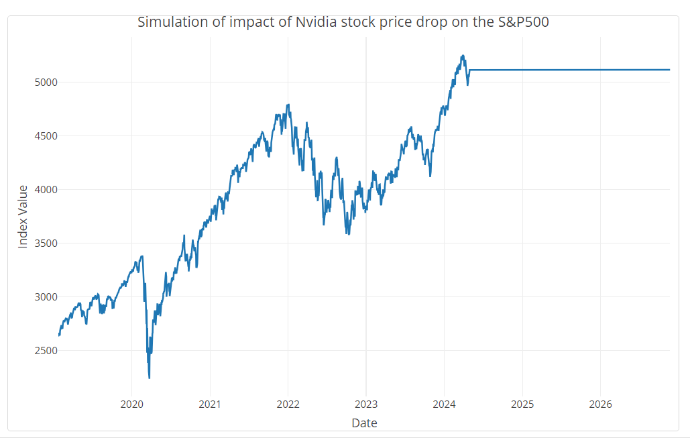 Simulation of impact of Nvidia stock price drop on the S&P500
5000
4500
4000
3500
3000
2500
Index Value
2020 2021 2022 2023 2024 2025 2026
Date